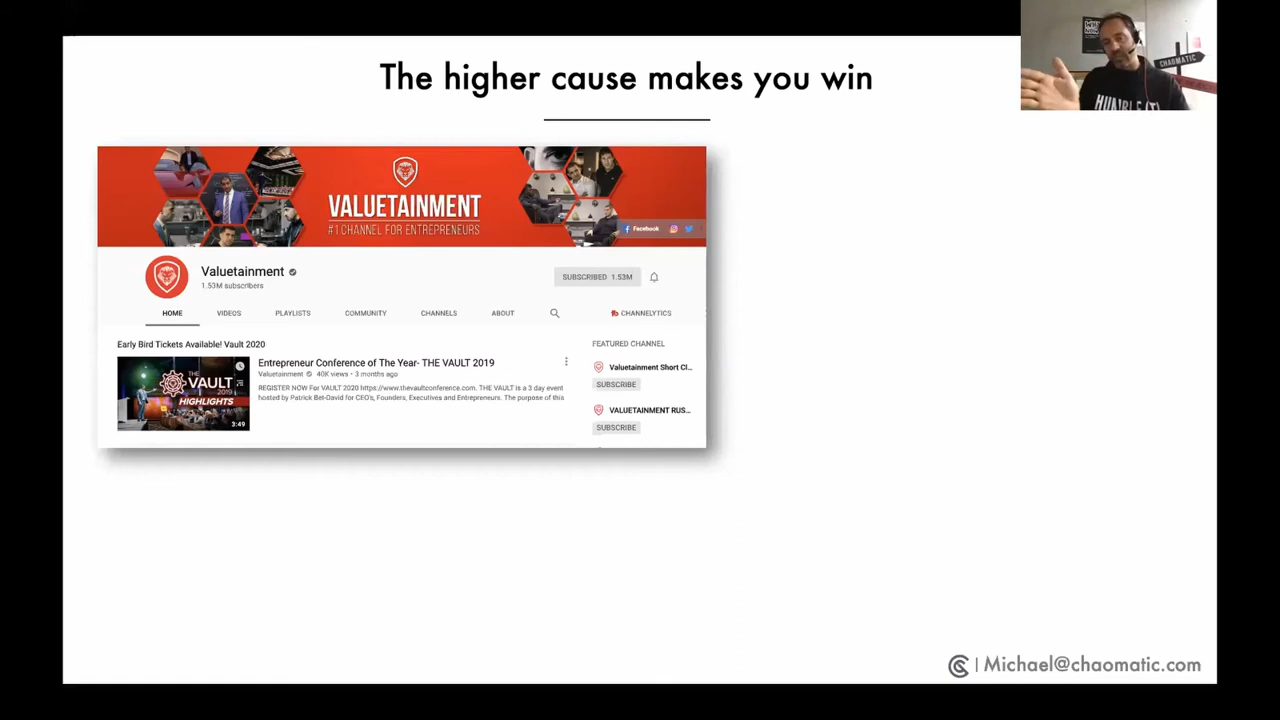 The higher cause makes you win
CHAOMATIC
VALUETAINMENT
#1 CHANNEL FOR ENTREPRENEURS
Facebook
Valuetainment
1.53M subscribers
SUBSCRIBED 1.53M
HOME VIDEOS PLAYLISTS COMMUNITY CHANNELS ABOUT CHANNELYTICS
Early Bird Tickets Available! Vault 2020
THE
VAULT
2019
HIGHLIGHTS
3:49
Entrepreneur Conference of The Year- THE VAULT 2019
Valuetainment 40K views • 3 months ago
REGISTER NOW For VAULT 2020 https://www.thevaultconference.com. THE VAULT is a 3 day event
hosted by Patrick Bet-David for CEO's, Founders, Executives and Entrepreneurs. The purpose of this
FEATURED CHANNEL
Valuetainment Short Cl...
SUBSCRIBE
VALUETAINMENT RUS...
SUBSCRIBE
| Michael@chaomatic.com